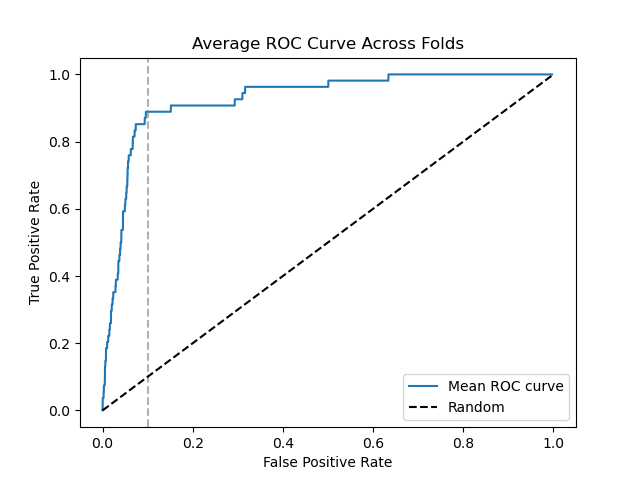 Average ROC Curve Across Folds
1.0
0.8
0.6
0.4
0.2
0.0
True Positive Rate
Mean ROC curve
Random
0.0 0.2 0.4 0.6 0.8 1.0
False Positive Rate